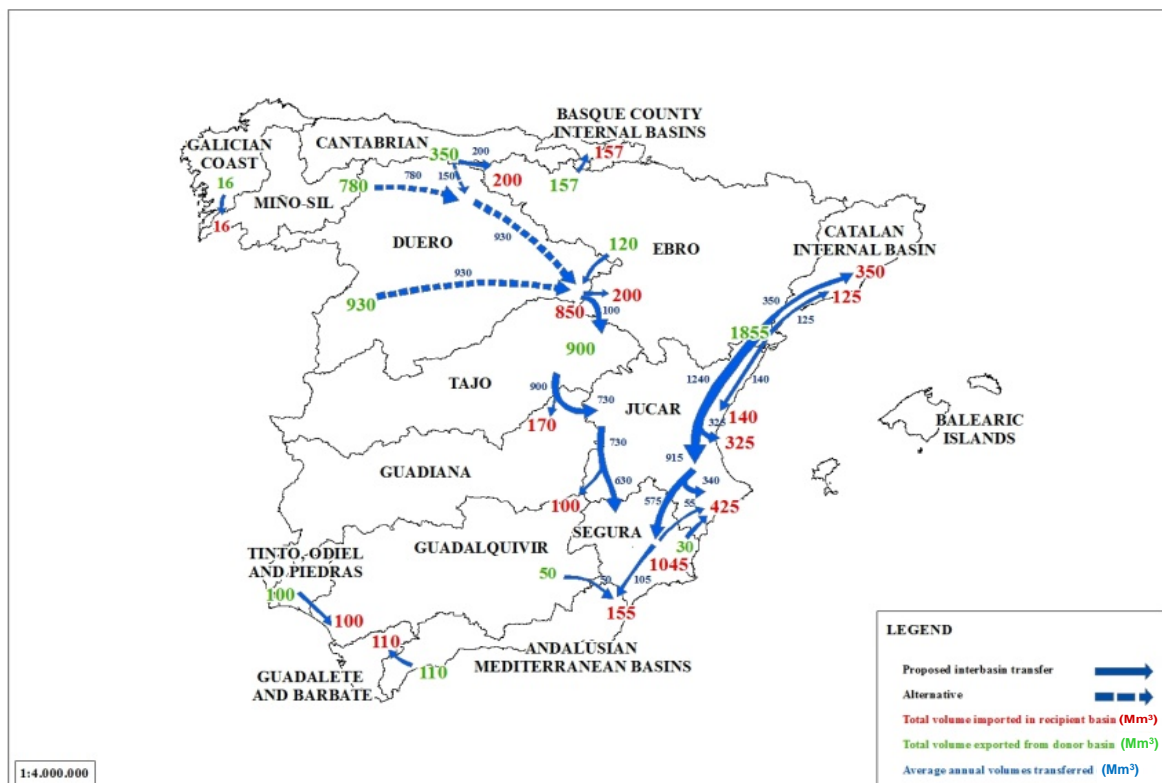 BASQUE COUNTY
INTERNAL BASINS
GALICIAN
COAST
CANTABRIAN
200
157
350
200
157
16
780
780
150
MIÑO-SIL
16
DUERO
930
120
EBRO
CATALAN
INTERNAL BASIN
930
930
200
850
100
350
125
350
125
1855
900
TAJO
900
730
1240
140
JUCAR
170
140
325
325
BALEARIC
ISLANDS
730
915
GUADIANA
630
340
100
575
55
425
SEGURA
30
1045
GUADALQUIVIR
TINTO, ODIEL
AND PIEDRAS
50
50
105
100
100
155
110
110
ANDALUSIAN
MEDITERRANEAN BASINS
GUADALETE
AND BARBATE
LEGEND
Proposed interbasin transfer
Alternative
Total volume imported in recipient basin (Mm³)
Total volume exported from donor basin (Mm³)
Average annual volumes transferred (Mm³)
1:4.000.000